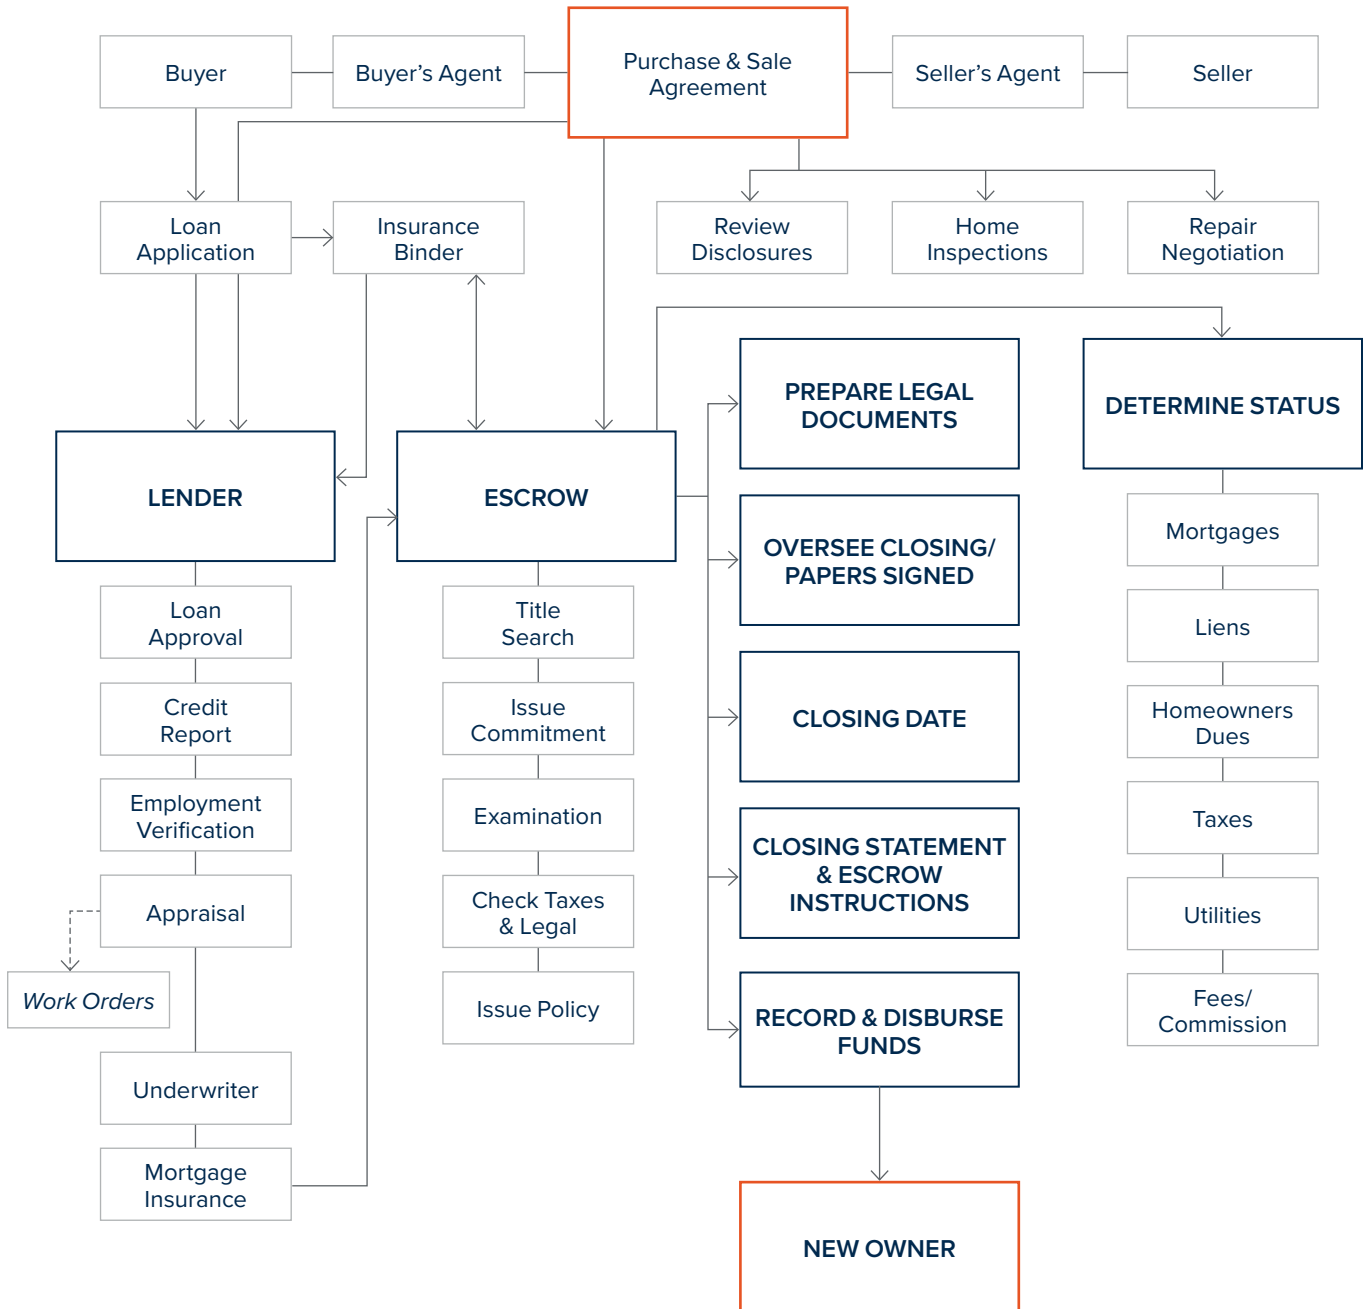 Buyer
Buyer’s Agent
Purchase & Sale
Agreement
Seller’s Agent
Seller
Loan
Application
Insurance
Binder
Review
Disclosures
Home
Inspections
Repair
Negotiation
LENDER
ESCROW
PREPARE LEGAL
DOCUMENTS
DETERMINE STATUS
OVERSEE CLOSING/
PAPERS SIGNED
CLOSING DATE
CLOSING STATEMENT
& ESCROW
INSTRUCTIONS
RECORD & DISBURSE
FUNDS
NEW OWNER
Loan
Approval
Credit
Report
Employment
Verification
Appraisal
Work Orders
Underwriter
Mortgage
Insurance
Title
Search
Issue
Commitment
Examination
Check Taxes
& Legal
Issue Policy
Mortgages
Liens
Homeowners
Dues
Taxes
Utilities
Fees/
Commission